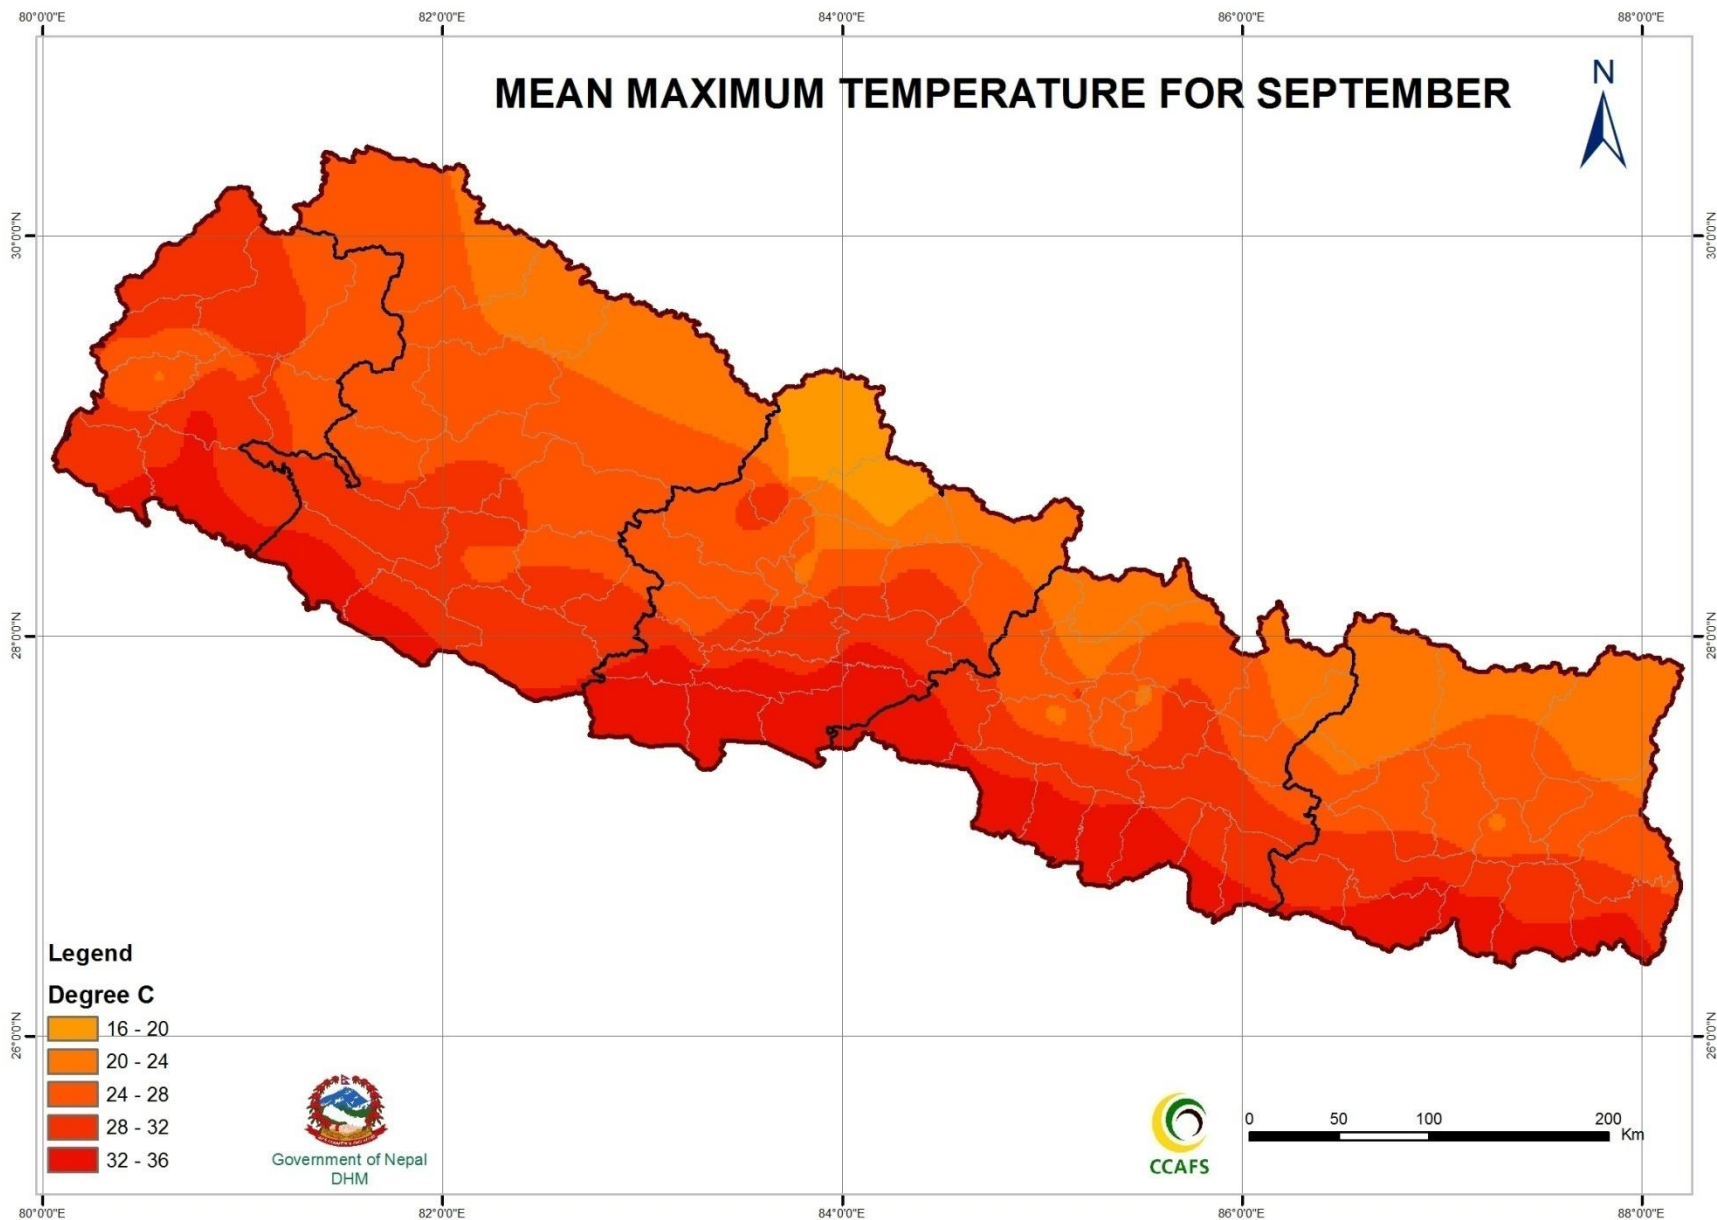 80°0'0"E 82°0'0"E 84°0'0"E 86°0'0"E 88°0'0"E
MEAN MAXIMUM TEMPERATURE FOR SEPTEMBER
N
30°0'0"N 30°0'0"N
28°0'0"N 28°0'0"N
26°0'0"N 26°0'0"N
Legend
Degree C
16 - 20
20 - 24
24 - 28
28 - 32
32 - 36
Government of Nepal
DHM
CCAFS
0 50 100 200
Km
80°0'0"E 82°0'0"E 84°0'0"E 86°0'0"E 88°0'0"E